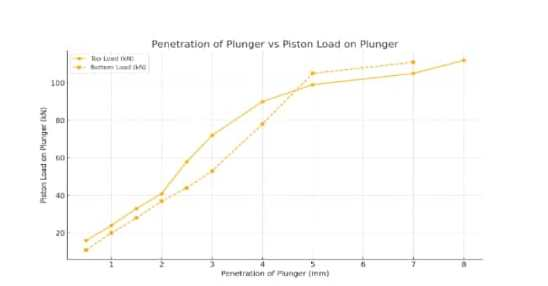 Penetration of Plunger vs Piston Load on Plunger
Top Load (kN)
Bottom Load (kN)
Piston Load on Plunger (kN)
100
80
60
40
20
1 2 3 4 5 6 7 8
Penetration of Plunger (mm)